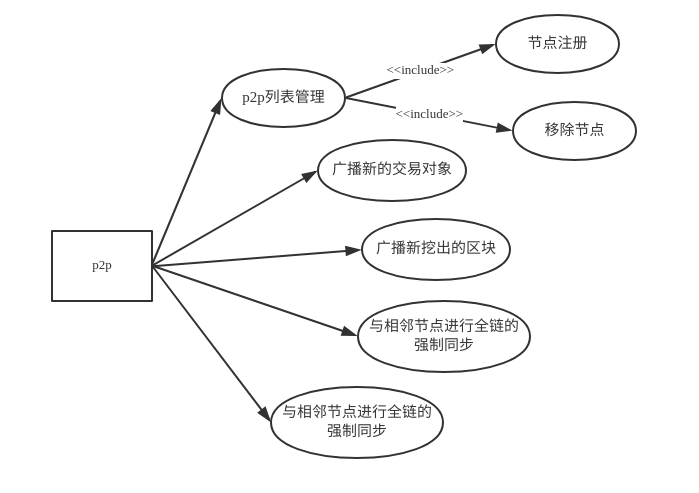 节点注册
<<include>>
p2p列表管理
<<include>>
移除节点
广播新的交易对象
广播新挖出的区块
p2p
与相邻节点进行全链的
强制同步
与相邻节点进行全链的
强制同步